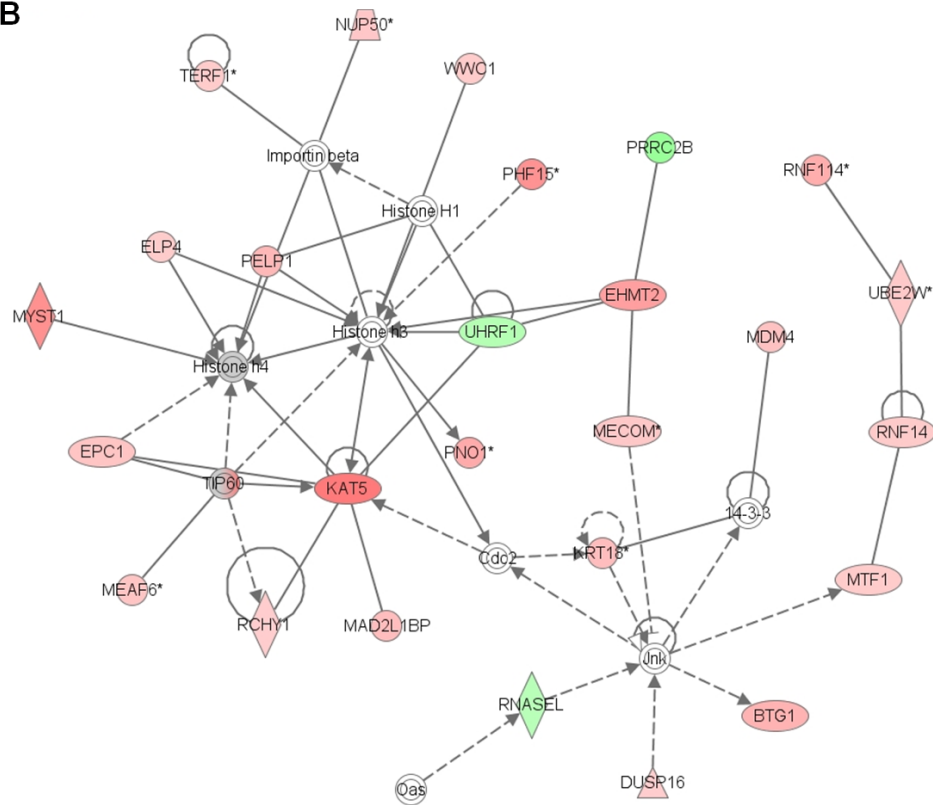 B
NUP50*
TERF1*
WWC1
Importin beta
PRRC2B
PHF15*
RNF114*
Histone H1
ELP4
PELP1
EHMT2
UBE2W*
MYST1
Histone h3
UHRF1
MDM4
Histone h4
MECOM*
RNF14
EPC1
PNO1*
TIP60
KAT5
14-3-3
Cdc2
KRT18*
MTF1
MEAF6*
RCHY1
MAD2L1BP
Jnk
RNASEL
BTG1
DUSP16
Oas